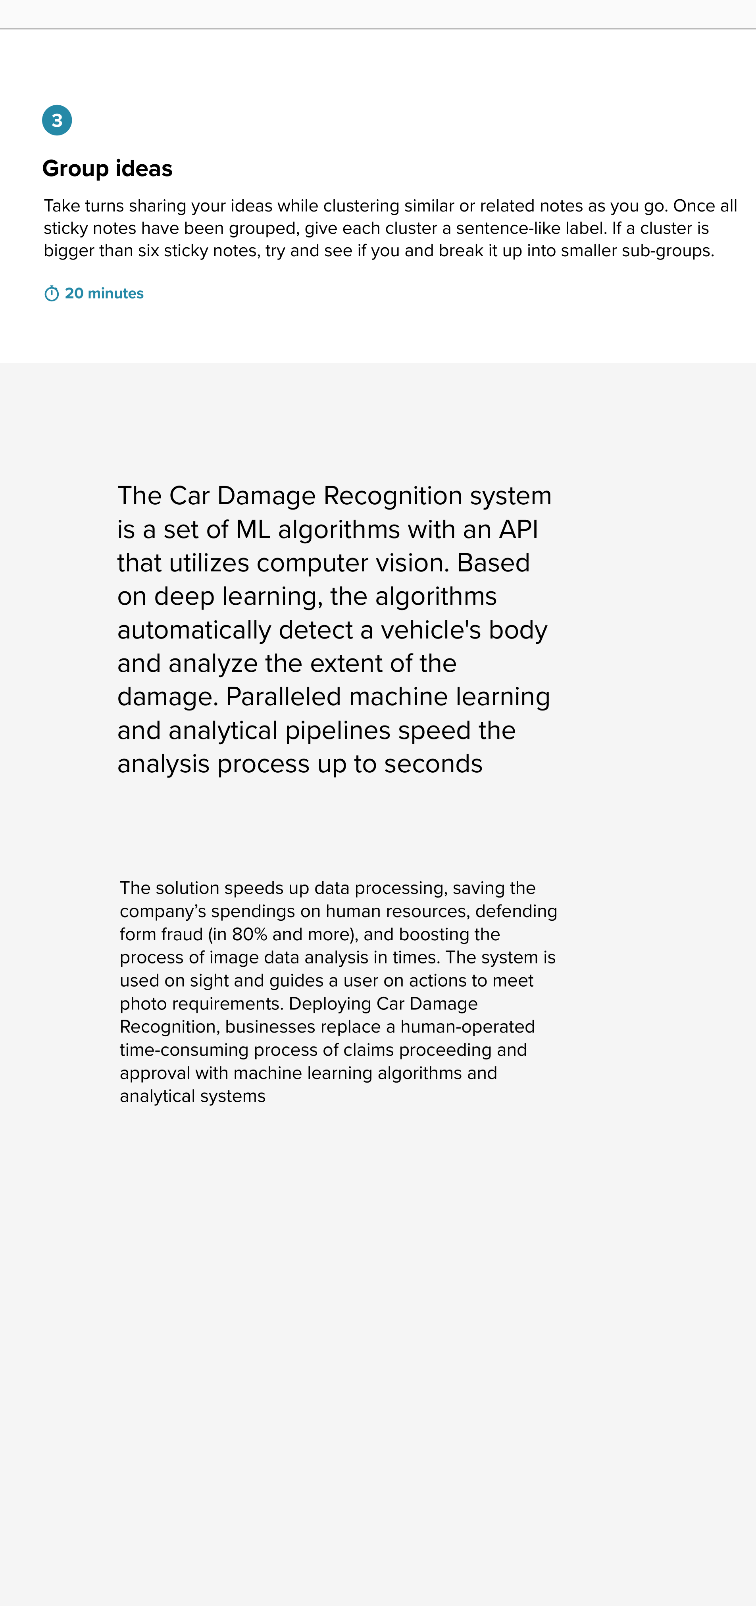 3
Group ideas
Take turns sharing your ideas while clustering similar or related notes as you go. Once all
sticky notes have been grouped, give each cluster a sentence-like label. If a cluster is
bigger than six sticky notes, try and see if you and break it up into smaller sub-groups.
20 minutes
The Car Damage Recognition system
is a set of ML algorithms with an API
that utilizes computer vision. Based
on deep learning, the algorithms
automatically detect a vehicle's body
and analyze the extent of the
damage. Paralleled machine learning
and analytical pipelines speed the
analysis process up to seconds
The solution speeds up data processing, saving the
company’s spendings on human resources, defending
form fraud (in 80% and more), and boosting the
process of image data analysis in times. The system is
used on sight and guides a user on actions to meet
photo requirements. Deploying Car Damage
Recognition, businesses replace a human-operated
time-consuming process of claims proceeding and
approval with machine learning algorithms and
analytical systems